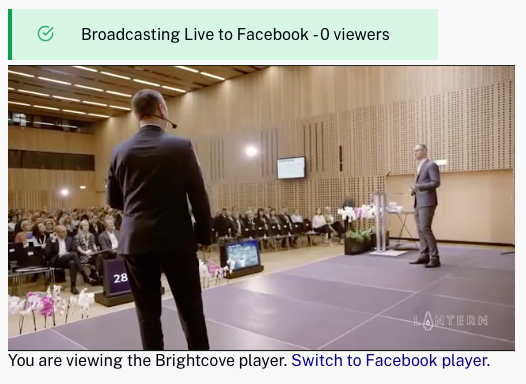 Broadcasting Live to Facebook - 0 viewers
28
LANTERN
You are viewing the Brightcove player. Switch to Facebook player.